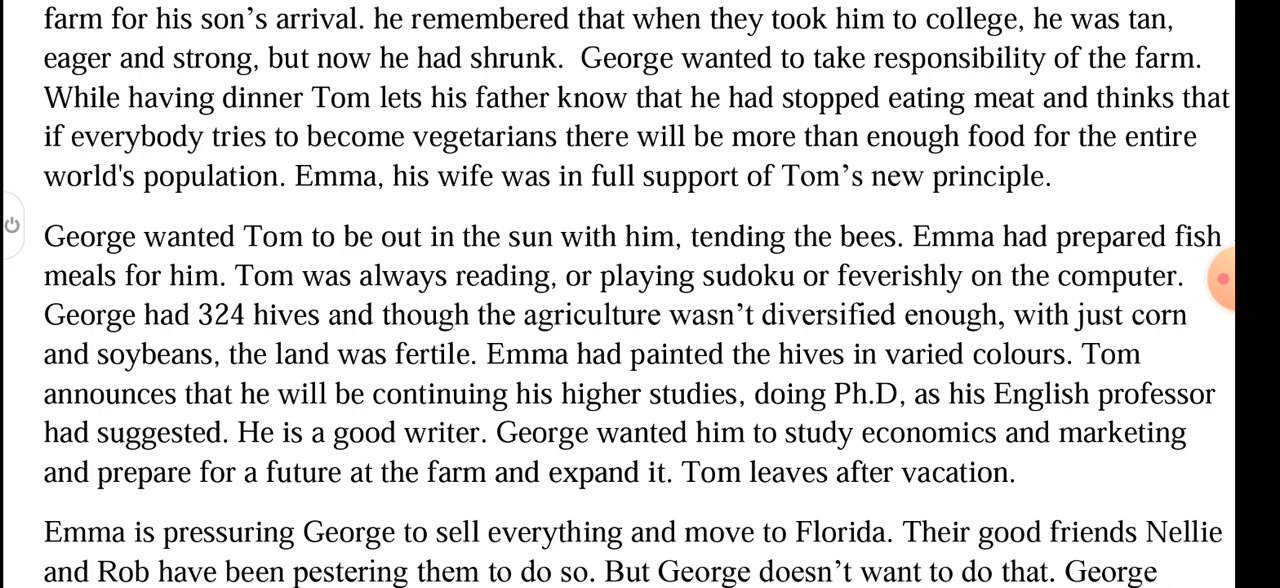 farm for his son’s arrival. he remembered that when they took him to college, he was tan,
eager and strong, but now he had shrunk.  George wanted to take responsibility of the farm.
While having dinner Tom lets his father know that he had stopped eating meat and thinks that
if everybody tries to become vegetarians there will be more than enough food for the entire
world's population. Emma, his wife was in full support of Tom’s new principle.
George wanted Tom to be out in the sun with him, tending the bees. Emma had prepared fish
meals for him. Tom was always reading, or playing sudoku or feverishly on the computer.
George had 324 hives and though the agriculture wasn’t diversified enough, with just corn
and soybeans, the land was fertile. Emma had painted the hives in varied colours. Tom
announces that he will be continuing his higher studies, doing Ph.D, as his English professor
had suggested. He is a good writer. George wanted him to study economics and marketing
and prepare for a future at the farm and expand it. Tom leaves after vacation.
Emma is pressuring George to sell everything and move to Florida. Their good friends Nellie
and Rob have been pestering them to do so. But George doesn’t want to do that. George